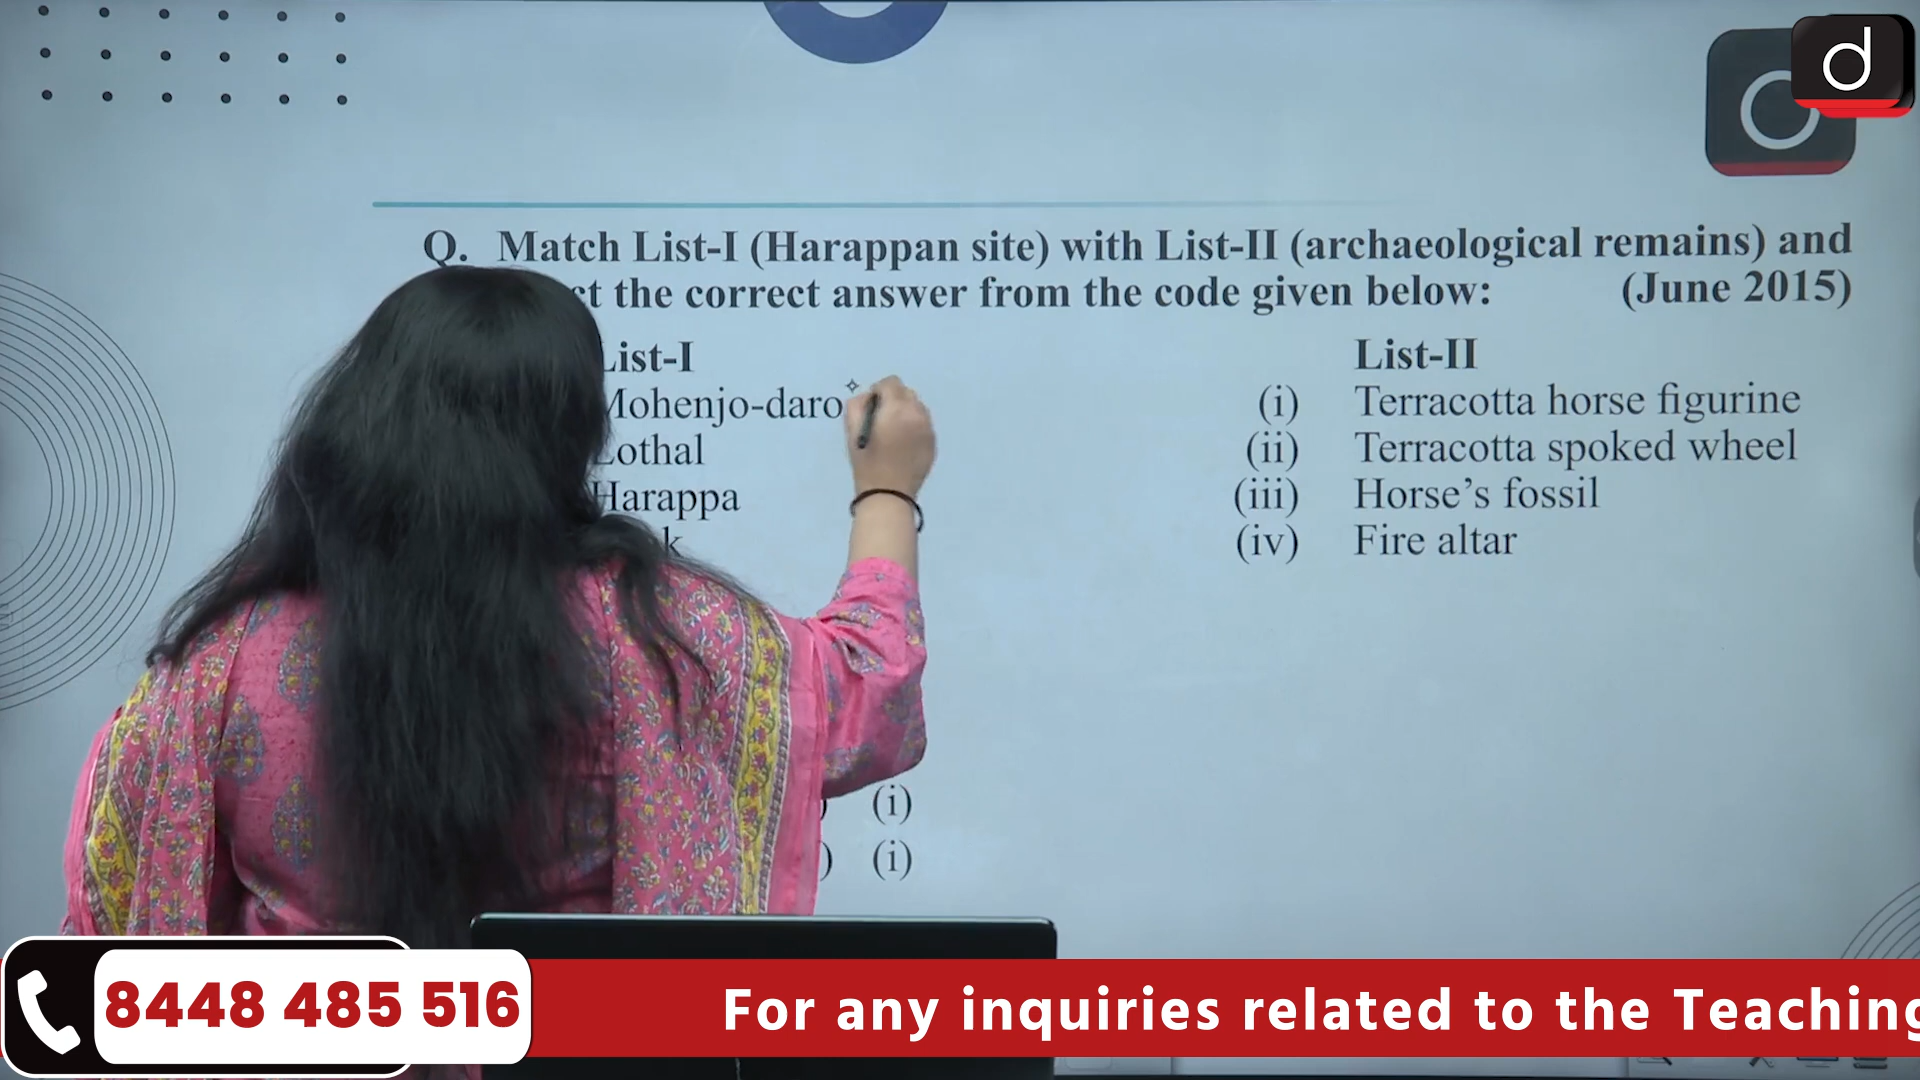 d
Q. Match List-I (Harappan site) with List-II (archaeological remains) and
the correct answer from the code given below: (June 2015)
List-I List-II
Mohenjo-daro (i) Terracotta horse figurine
Lothal (ii) Terracotta spoked wheel
Harappa (iii) Horse's fossil
(iv) Fire altar
(i)
(i)
8448 485 516 For any inquiries related to the Teaching